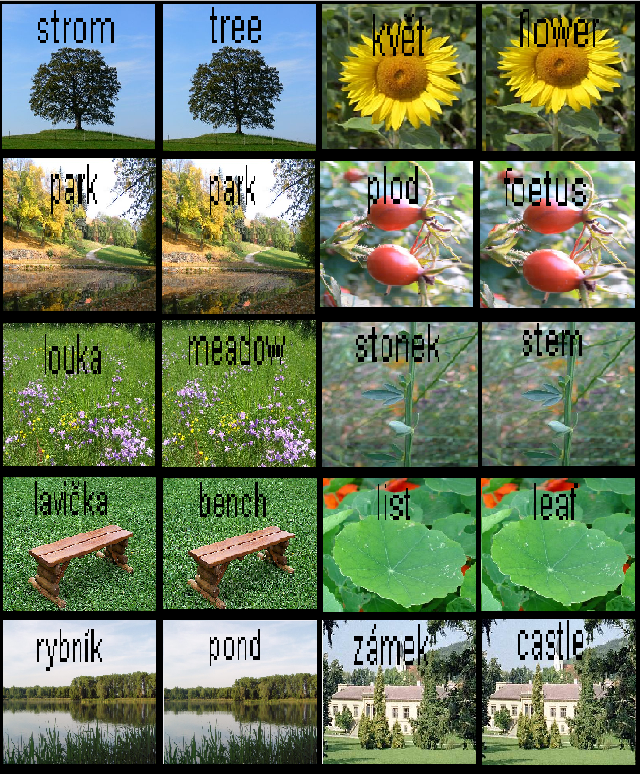 strom tree květ flower
park park plod foetus
louka meadow stonek stem
lavička bench list leaf
rybník pond zámek castle